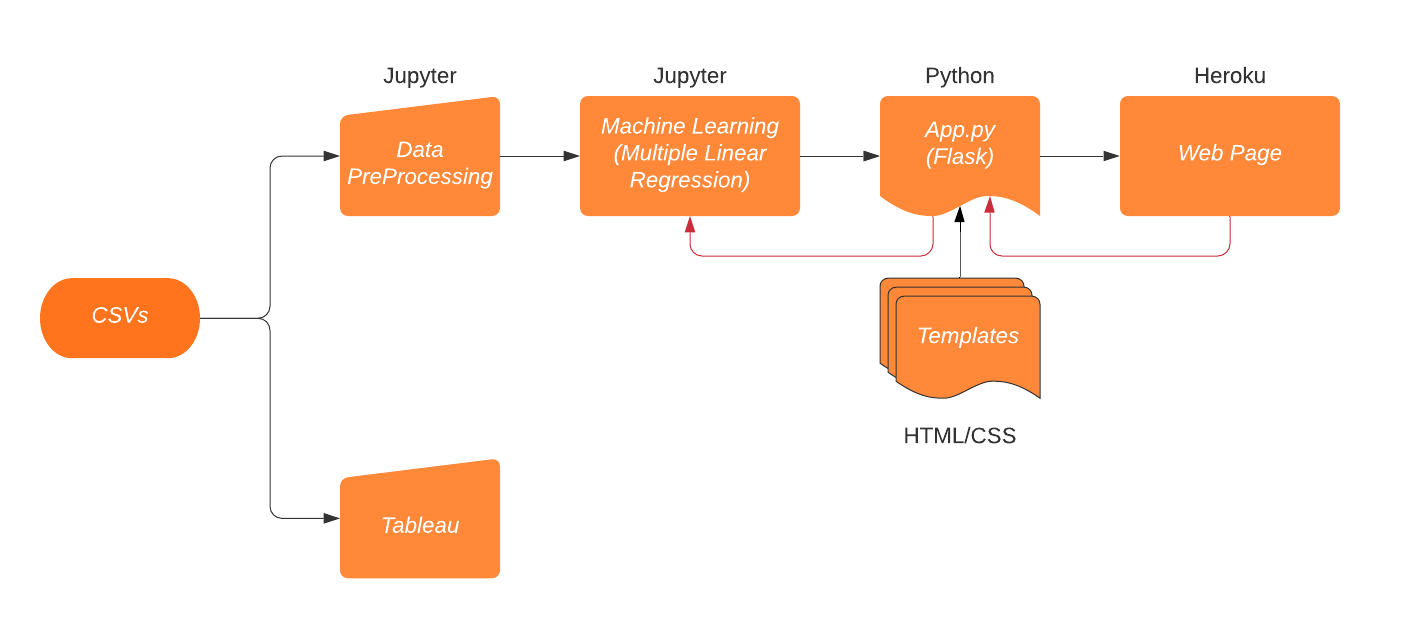 Jupyter
Jupyter
Python
Heroku
Data
PreProcessing
Machine Learning
(Multiple Linear
Regression)
App.py
(Flask)
Web Page
CSVs
Templates
HTML/CSS
Tableau